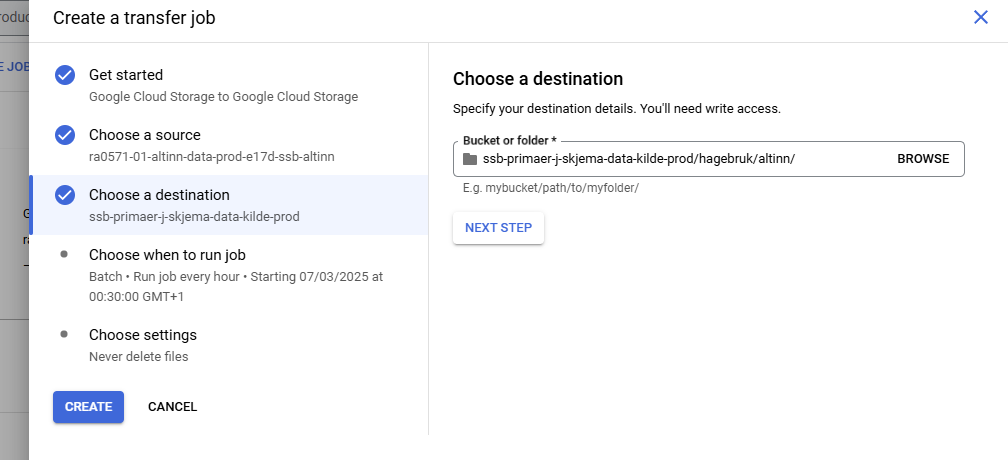 Create a transfer job
Get started
Google Cloud Storage to Google Cloud Storage
Choose a source
ra0571-01-altinn-data-prod-e17d-ssb-altinn
Choose a destination
ssb-primaer-j-skjema-data-kilde-prod
Choose when to run job
Batch • Run job every hour • Starting 07/03/2025 at
00:30:00 GMT+1
Choose settings
Never delete files
CREATE
CANCEL
Choose a destination
Specify your destination details. You'll need write access.
Bucket or folder *
ssb-primaer-j-skjema-data-kilde-prod/hagebruk/altinn/
BROWSE
E.g. mybucket/path/to/myfolder/
NEXT STEP